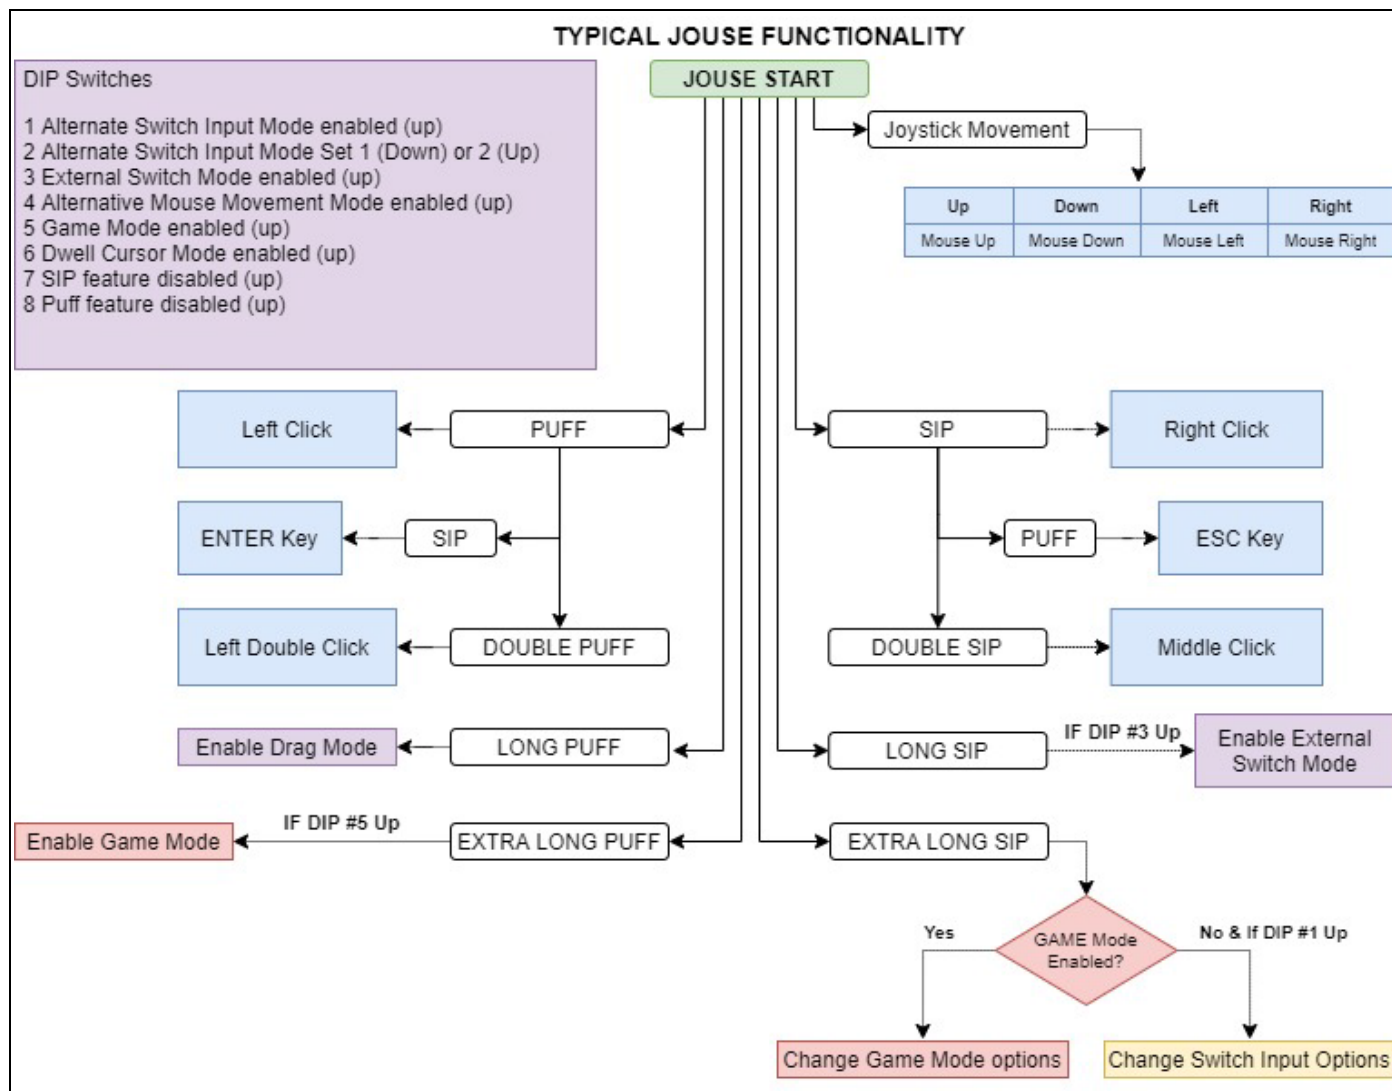 TYPICAL JOUSE FUNCTIONALITY
JOUSE START
DIP Switches
1 Alternate Switch Input Mode enabled (up)
2 Alternate Switch Input Mode Set 1 (Down) or 2 (Up)
3 External Switch Mode enabled (up)
4 Alternative Mouse Movement Mode enabled (up)
5 Game Mode enabled (up)
6 Dwell Cursor Mode enabled (up)
7 SIP feature disabled (up)
8 Puff feature disabled (up)
Joystick Movement
Up Down Left Right
Mouse Up Mouse Down Mouse Left Mouse Right
Left Click PUFF SIP Right Click
ENTER Key SIP PUFF ESC Key
Left Double Click DOUBLE PUFF DOUBLE SIP Middle Click
Enable Drag Mode LONG PUFF LONG SIP IF DIP #3 Up Enable External
Switch Mode
Enable Game Mode IF DIP #5 Up EXTRA LONG PUFF EXTRA LONG SIP
Yes GAME Mode No & If DIP #1 Up
Enabled?
Change Game Mode options Change Switch Input Options